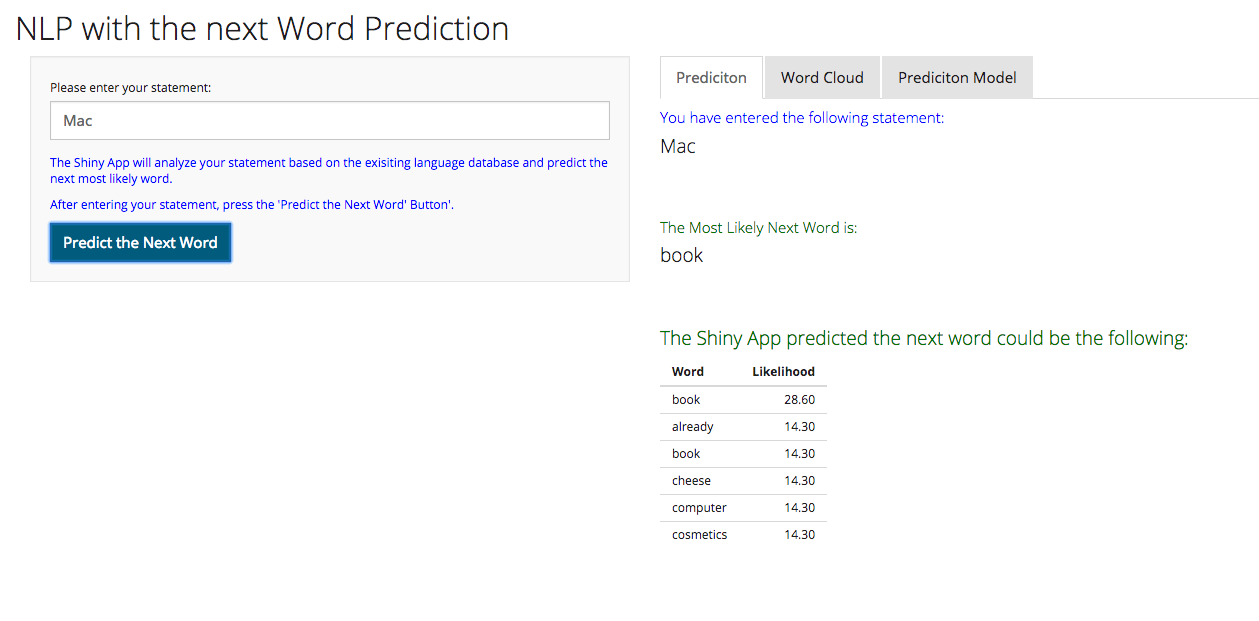 NLP with the next Word Prediction
Please enter your statement:
Mac
The Shiny App will analyze your statement based on the exisiting language database and predict the
next most likely word.
After entering your statement, press the 'Predict the Next Word' Button'.
Predict the Next Word
Prediciton Word Cloud Prediciton Model
You have entered the following statement:
Mac
The Most Likely Next Word is:
book
The Shiny App predicted the next word could be the following:
Word Likelihood
book 28.60
already 14.30
book 14.30
cheese 14.30
computer 14.30
cosmetics 14.30